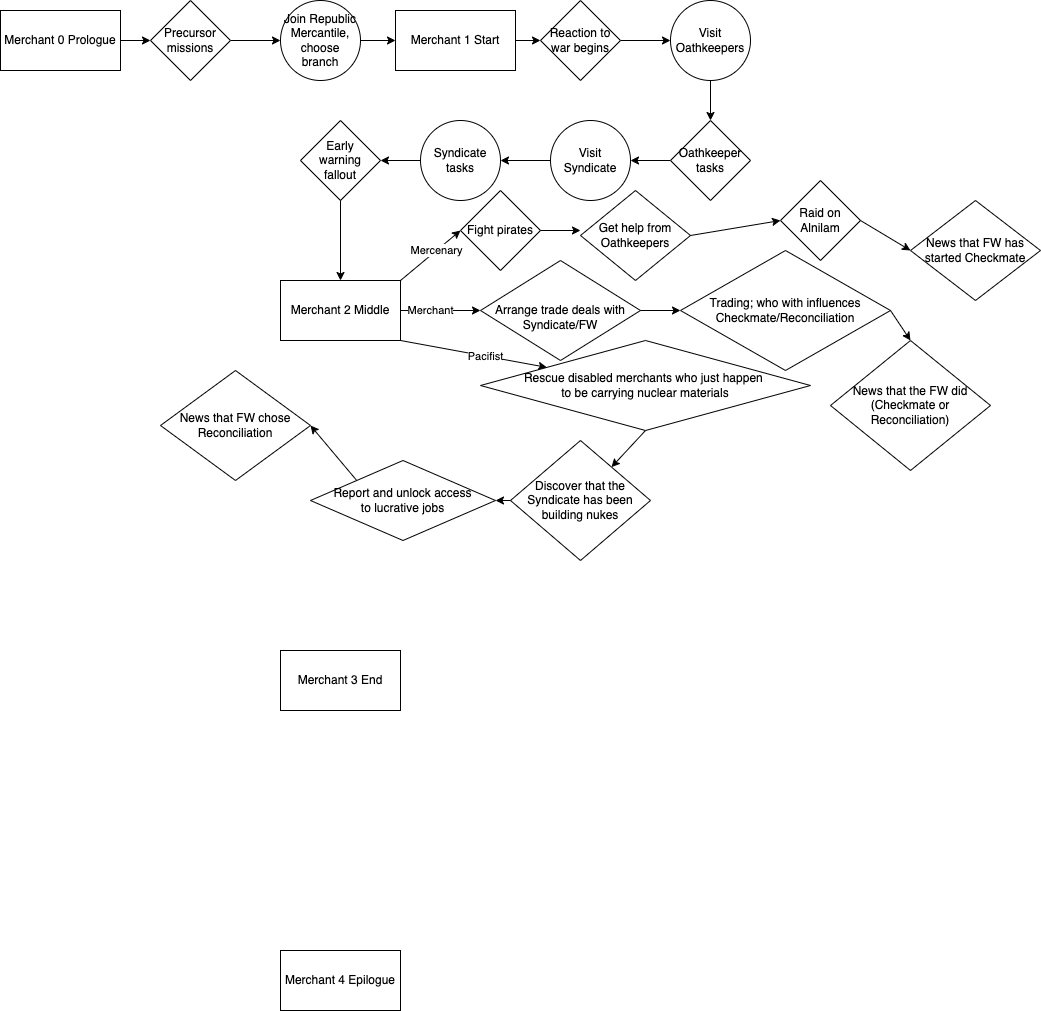 Merchant 0 Prologue
Precursor
missions
Join Republic
Mercantile,
choose
branch
Merchant 1 Start
Reaction to
war begins
Visit
Oathkeepers
Early
warning
fallout
Syndicate
tasks
Visit
Syndicate
Oathkeeper
tasks
Mercenary
Fight pirates
Get help from
Oathkeepers
Raid on
Alnilam
News that FW has
started Checkmate
Merchant 2 Middle
Merchant
Arrange trade deals with
Syndicate/FW
Trading; who with influences
Checkmate/Reconciliation
Pacifist
Rescue disabled merchants who just happen
to be carrying nuclear materials
News that the FW did
(Checkmate or
Reconciliation)
News that FW chose
Reconciliation
Report and unlock access
to lucrative jobs
Discover that the
Syndicate has been
building nukes
Merchant 3 End
Merchant 4 Epilogue